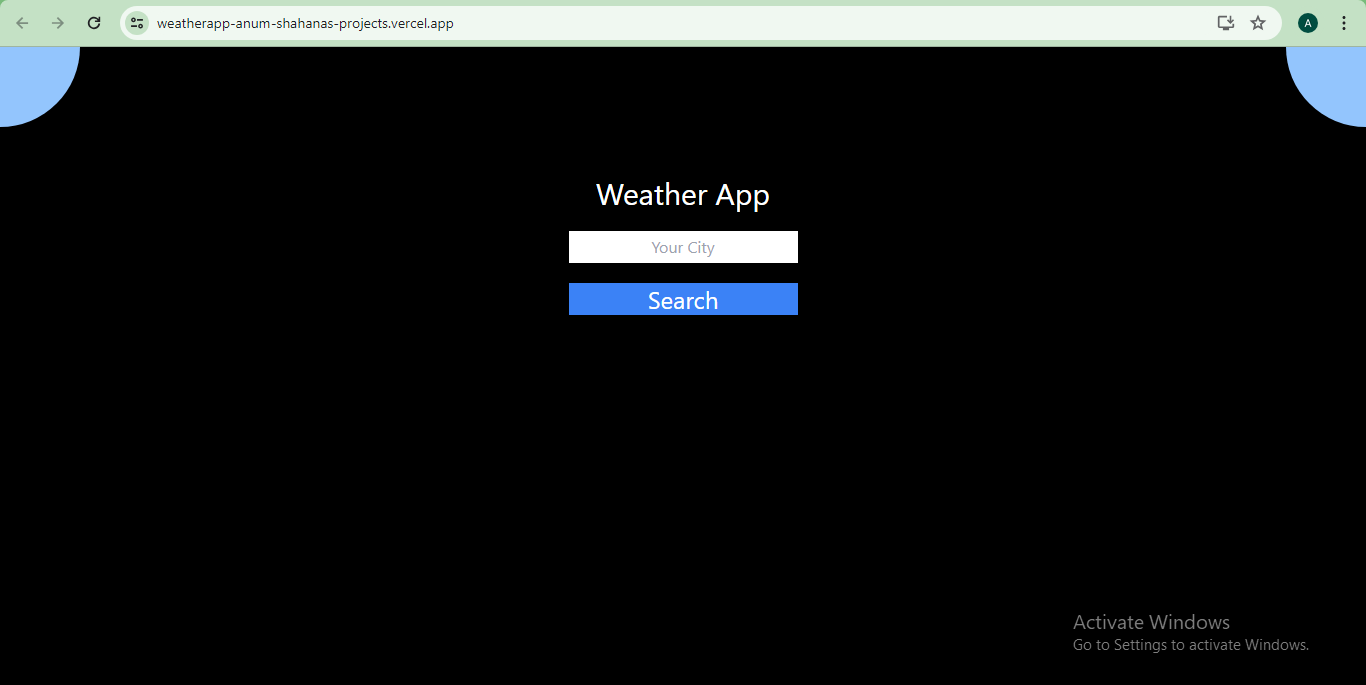 weatherapp-anum-shahanas-projects.vercel.app
A
Weather App
Your City
Search
Activate Windows
Go to Settings to activate Windows.